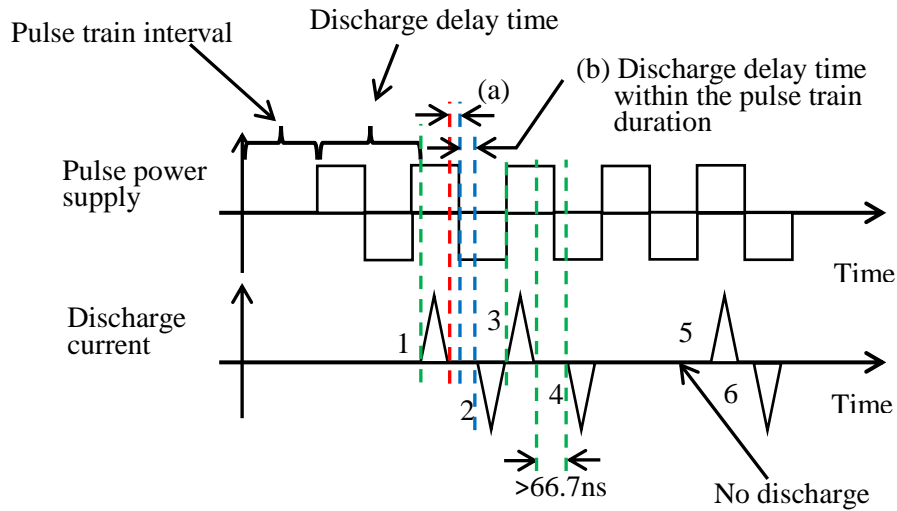 Pulse train interval
Discharge delay time
(a)
(b) Discharge delay time
within the pulse train
duration
Pulse power
supply
Time
Discharge
current
1
3
5
2
4
6
Time
>66.7ns
No discharge